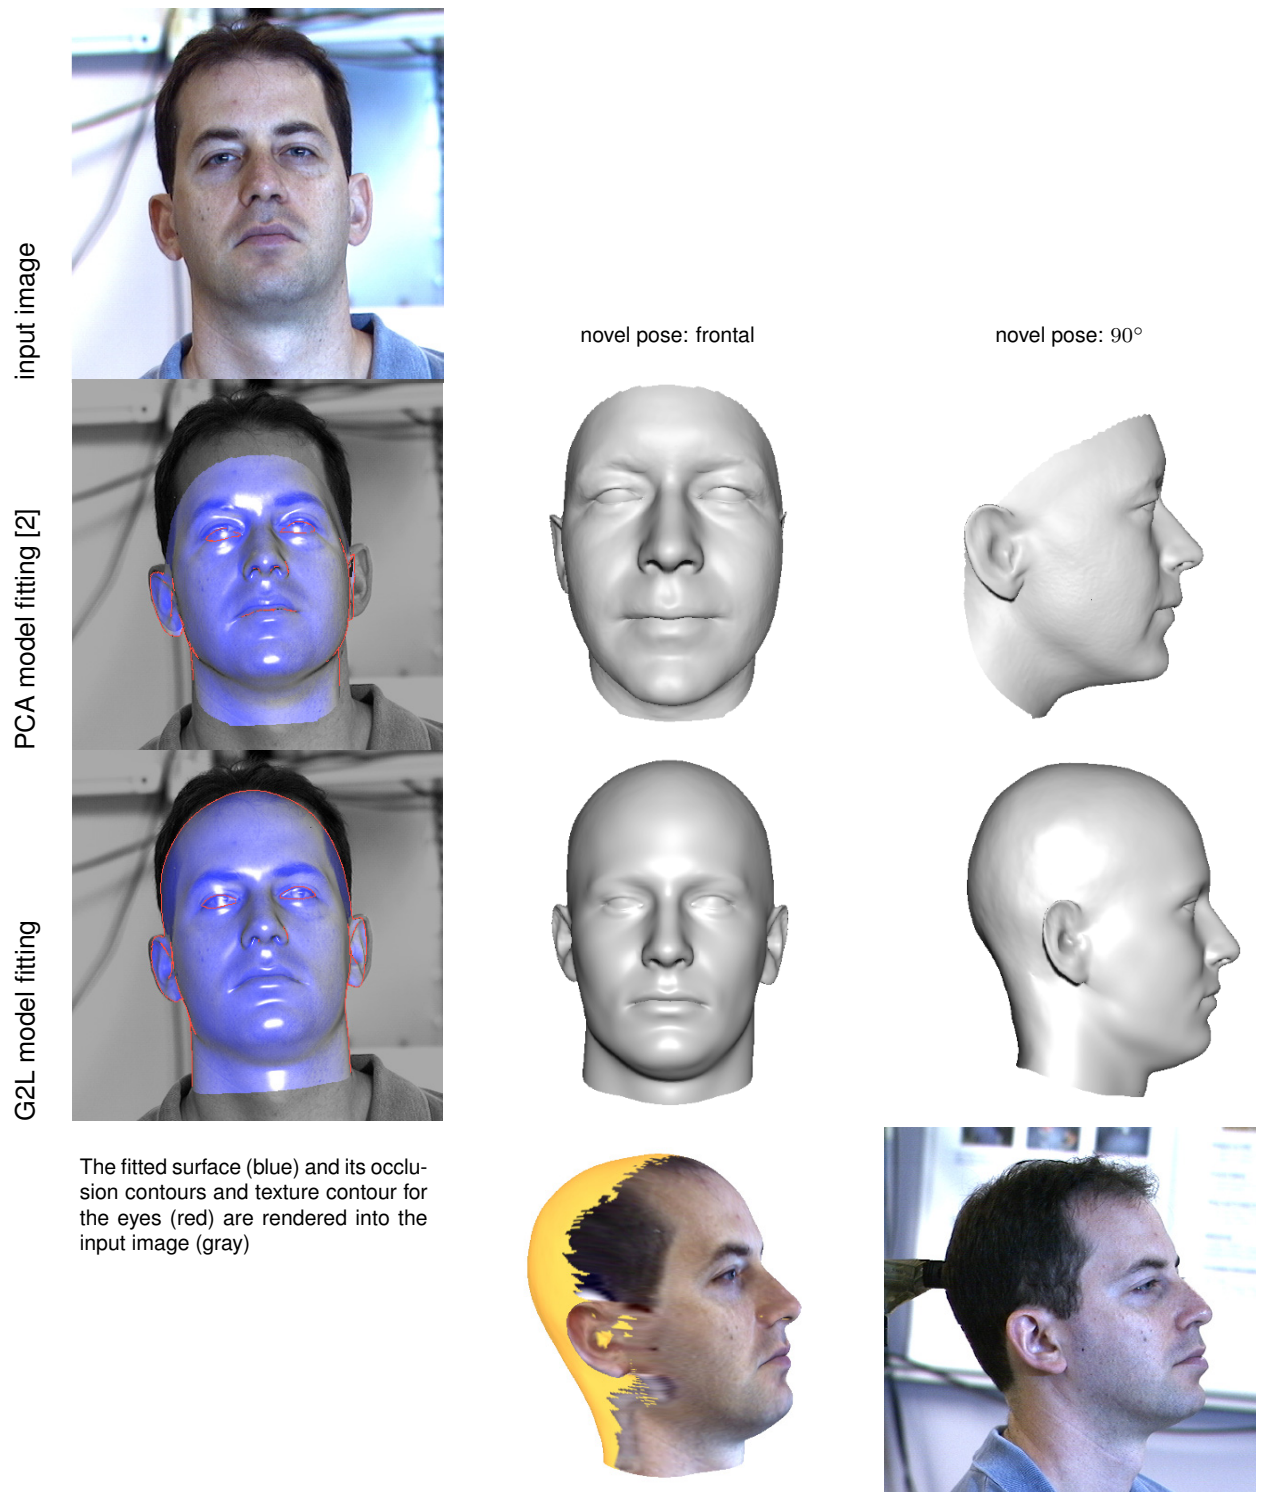 input image
novel pose: frontal
novel pose: 90°
PCA model fitting [2]
G2L model fitting
The fitted surface (blue) and its occlu-
sion contours and texture contour for
the eyes (red) are rendered into the
input image (gray)